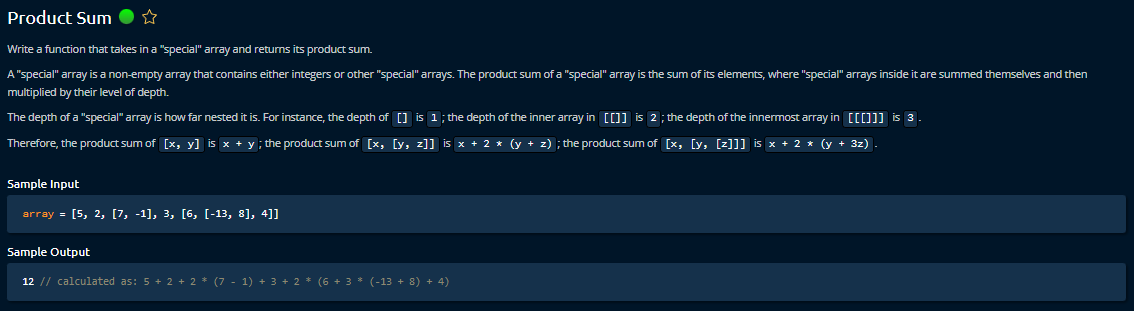 Product Sum
Write a function that takes in a "special" array and returns its product sum.
A "special" array is a non-empty array that contains either integers or other "special" arrays. The product sum of a "special" array is the sum of its elements, where "special" arrays inside it are summed themselves and then
multiplied by their level of depth.
The depth of a "special" array is how far nested it is. For instance, the depth of [] is 1 ; the depth of the inner array in [[]] is 2 ; the depth of the innermost array in [[[]]] is 3 .
Therefore, the product sum of [x, y] is x + y ; the product sum of [x, [y, z]] is x + 2 * (y + z) ; the product sum of [x, [y, [z]]] is x + 2 * (y + 3z) .
Sample Input
array = [5, 2, [7, -1], 3, [6, [-13, 8], 4]]
Sample Output
12 // calculated as: 5 + 2 + 2 * (7 - 1) + 3 + 2 * (6 + 3 * (-13 + 8) + 4)